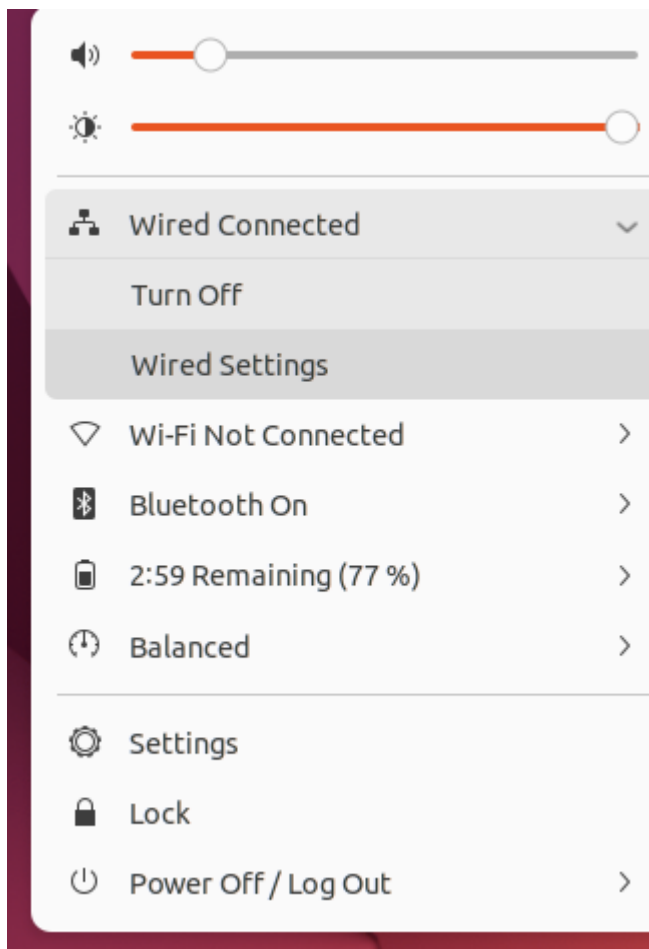 Wired Connected
Turn Off
Wired Settings
Wi-Fi Not Connected
Bluetooth On
2:59 Remaining (77 %)
Balanced
Settings
Lock
Power Off / Log Out